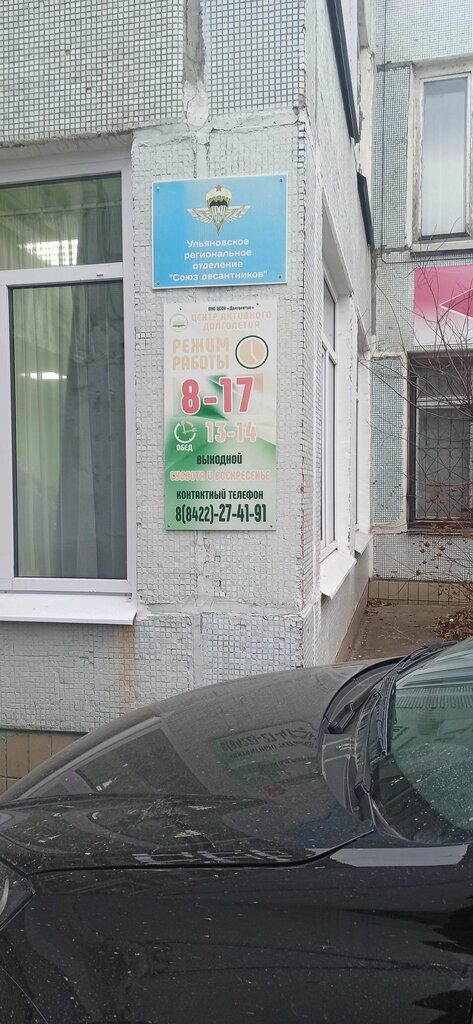 Ульяновское
региональное
отделение
"Союз десантников"
АНО ЦСОН «Долголетие»
ЦЕНТР АКТИВНОГО
ДОЛГОЛЕТИЯ
РЕЖИМ
РАБОТЫ
8-17
ОБЕД
13-14
ВЫХОДНОЙ
СУББОТА И ВОСКРЕСЕНЬЕ
КОНТАКТНЫЙ ТЕЛЕФОН
8(8422)-27-41-91